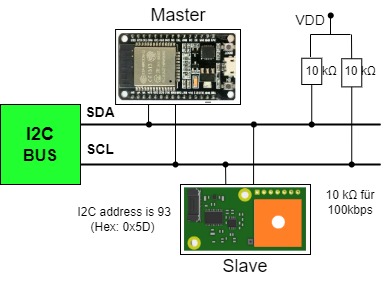 Master
VDD
10 kΩ
10 kΩ
SDA
I2C
BUS
SCL
I2C address is 93
(Hex: 0x5D)
10 kΩ für
100kbps
Slave